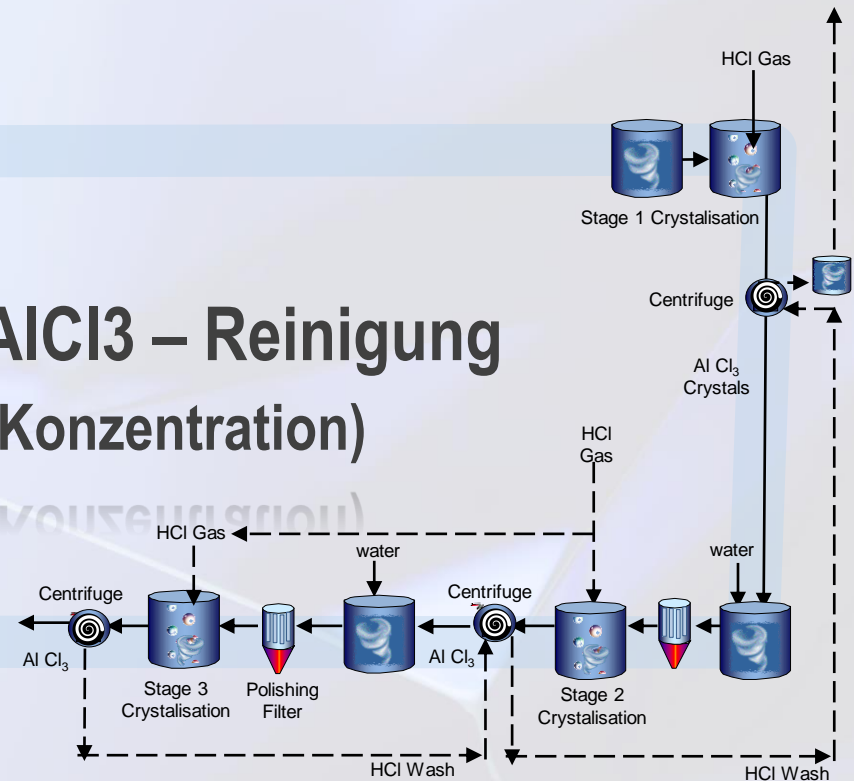 HCl Gas
Stage 1 Crystalisation
Centrifuge
Al Cl₃
Crystals
AlCl3 – Reinigung
Konzentration)
HCl
Gas
HCl Gas
water
water
Centrifuge
Centrifuge
Al Cl₃
Al Cl₃
Stage 3
Crystalisation
Polishing
Filter
Stage 2
Crystalisation
HCl Wash
HCl Wash